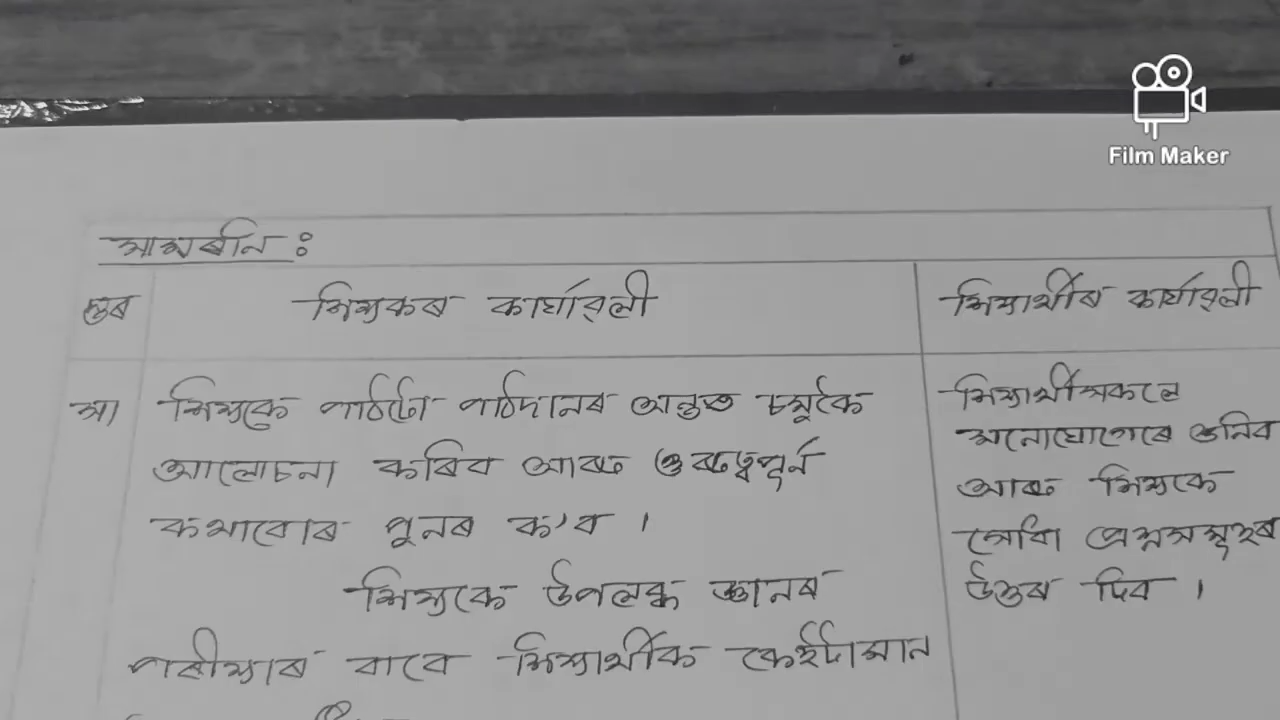 Film Maker
সামৰণি :
স্তৰ
শিক্ষকৰ কাৰ্যাৱলী
শিক্ষাৰ্থীৰ কাৰ্যাৱলী
সা
শিক্ষকে পাঠটো পাঠদানৰ অন্তত চমুকৈ
আলোচনা কৰিব আৰু গুৰুত্বপূৰ্ন
কথাবোৰ পুনৰ ক'ব ।
শিক্ষকে উপলব্ধ জ্ঞানৰ
পৰীক্ষাৰ বাবে শিক্ষাৰ্থীক কেইটামান
শিক্ষাৰ্থীসকলে
মনোযোগেৰে শুনিব
আৰু শিক্ষকে
সোধা প্ৰশ্নসমূহৰ
উত্তৰ দিব ।